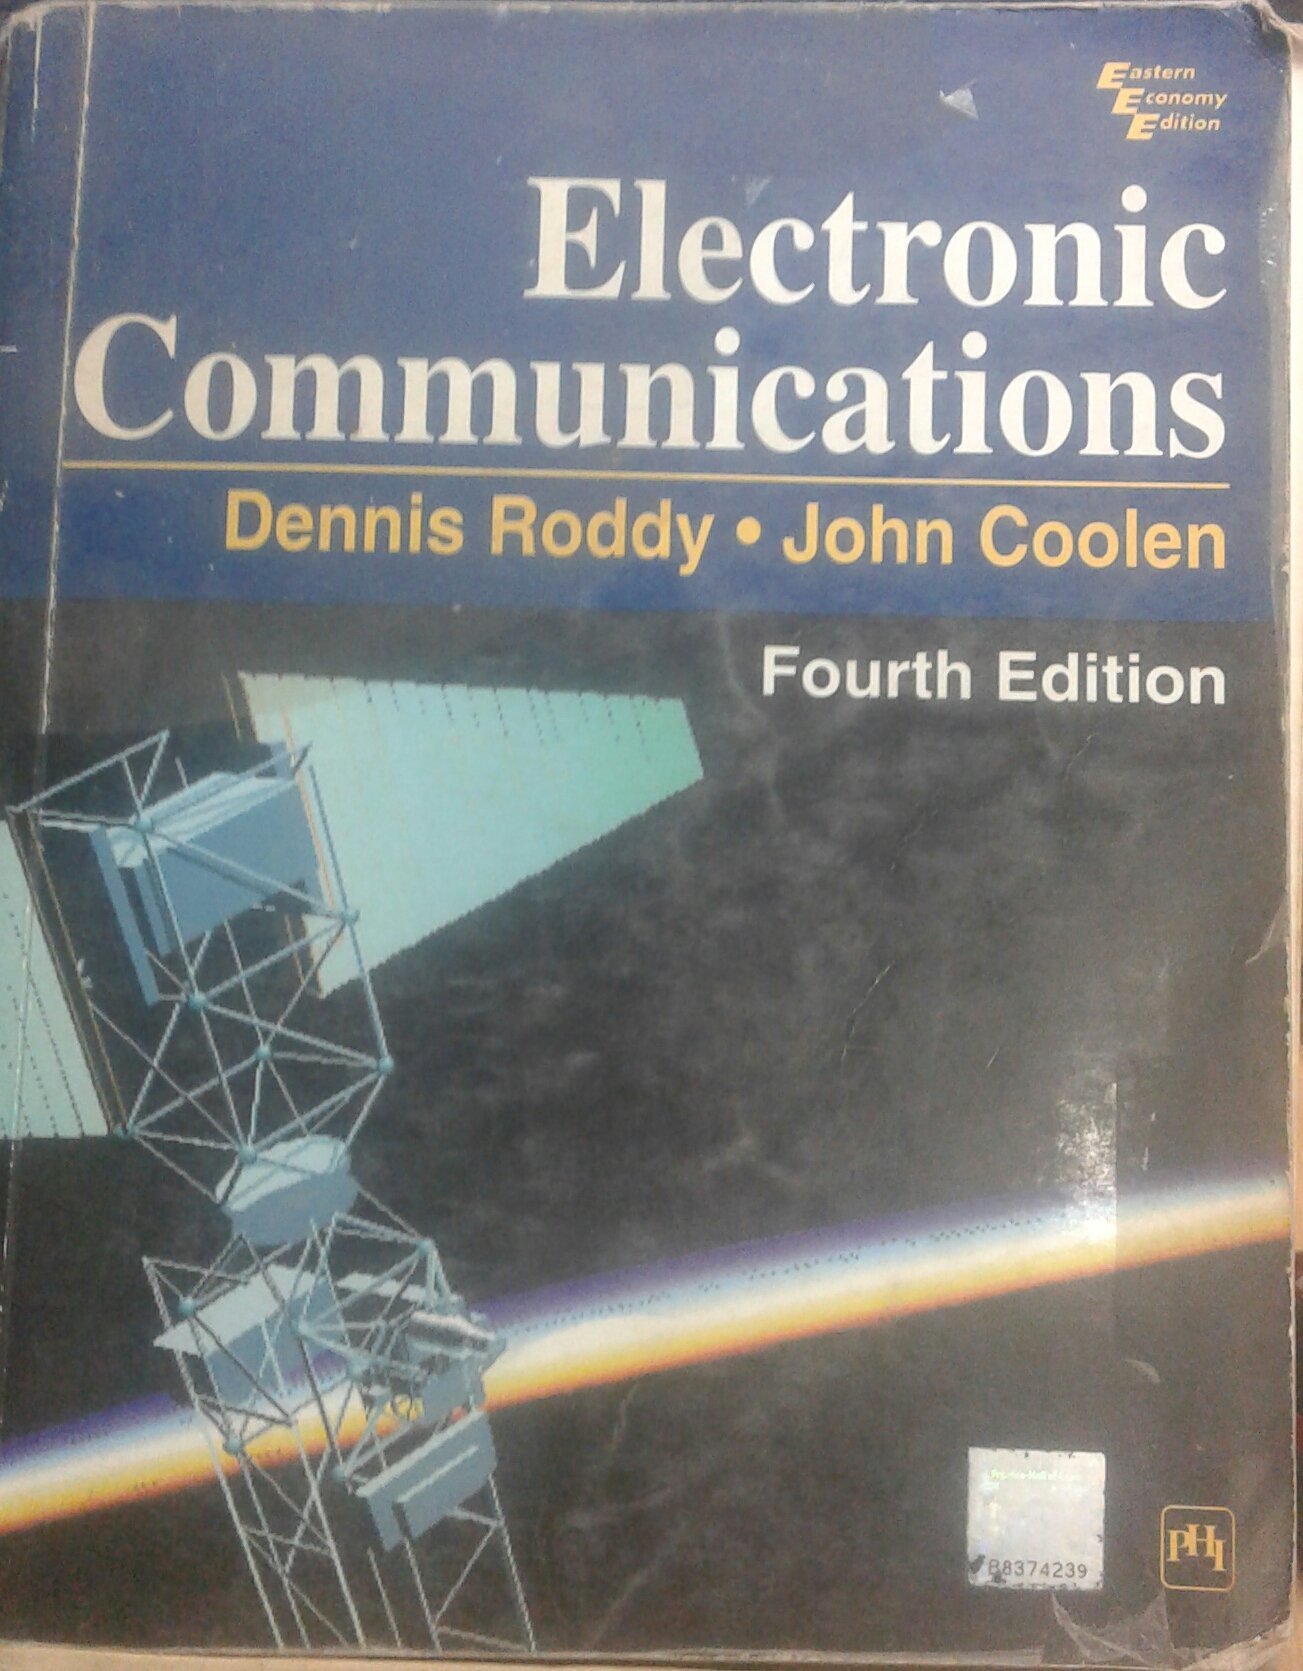 Eastern
Economy
Edition
Electronic
Communications
Dennis Roddy • John Coolen
Fourth Edition
B8374239
PHI